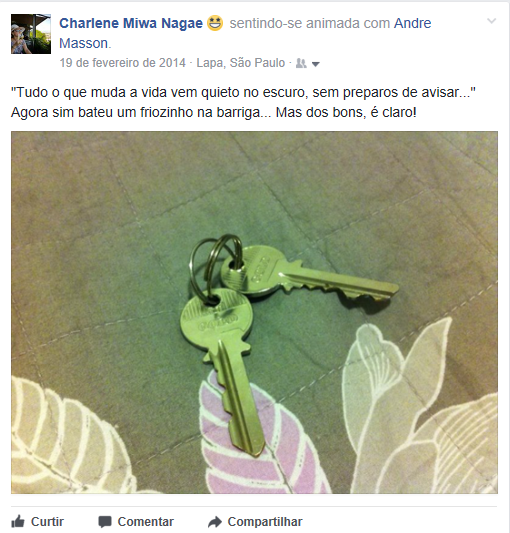 Charlene Miwa Nagae sentindo-se animada com Andre
Masson.
19 de fevereiro de 2014 · Lapa, São Paulo ·
"Tudo o que muda a vida vem quieto no escuro, sem preparos de avisar..."
Agora sim bateu um friozinho na barriga... Mas dos bons, é claro!
Curtir Comentar Compartilhar